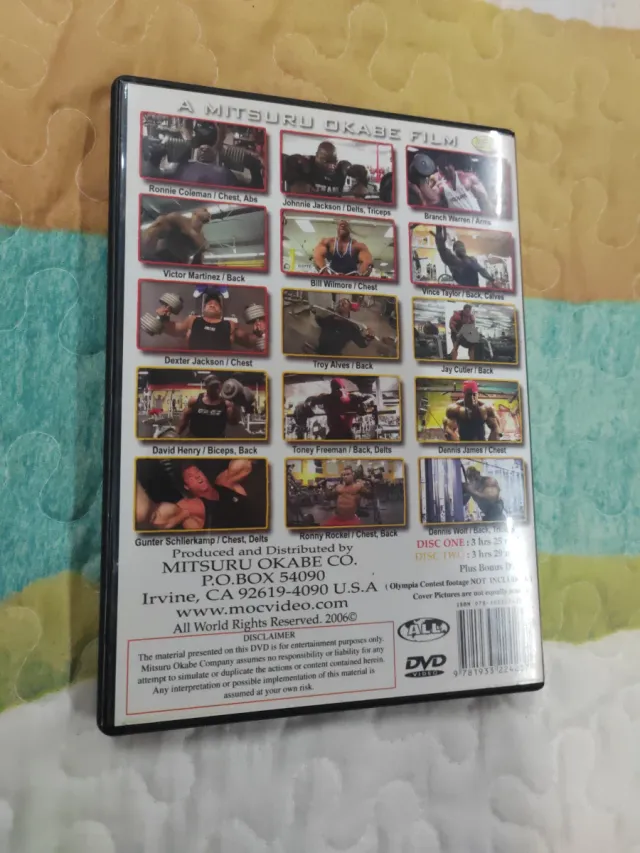 A MITSURU OKABE FILM
Ronnie Coleman / Chest, Abs
Johnnie Jackson / Delts, Triceps
Branch Warren / Arms
Victor Martinez / Back
Bill Wilmore / Chest
Vince Taylor / Back, Calves
Dexter Jackson / Chest
Troy Alves / Back
Jay Cutler / Back
David Henry / Biceps, Back
Toney Freeman / Back, Delts
Dennis James / Chest
Gunter Schlierkamp / Chest, Delts
Ronny Rockel / Chest, Back
Dennis Wolf / Back,
Produced and Distributed by
MITSURU OKABE CO.
P.O.BOX 54090
Irvine, CA 92619-4090 U.S.A
www.mocvideo.com
All World Rights Reserved. 2006©
DISC ONE : 3 hrs
DISC TWO : 3 hrs
Plus Bonus
( Olympia Contest footage NOT
Cover Pictures are not equally
ISBN 978-
DISCLAIMER
The material presented on this DVD is for entertainment purposes only.
Mitsuru Okabe Company assumes no responsibility or liability for any
attempt to simulate or duplicate the actions or content contained herein.
Any interpretation or possible implementation of this material is
assumed at your own risk.
ALL
DVD
VIDEO
9 781933 22